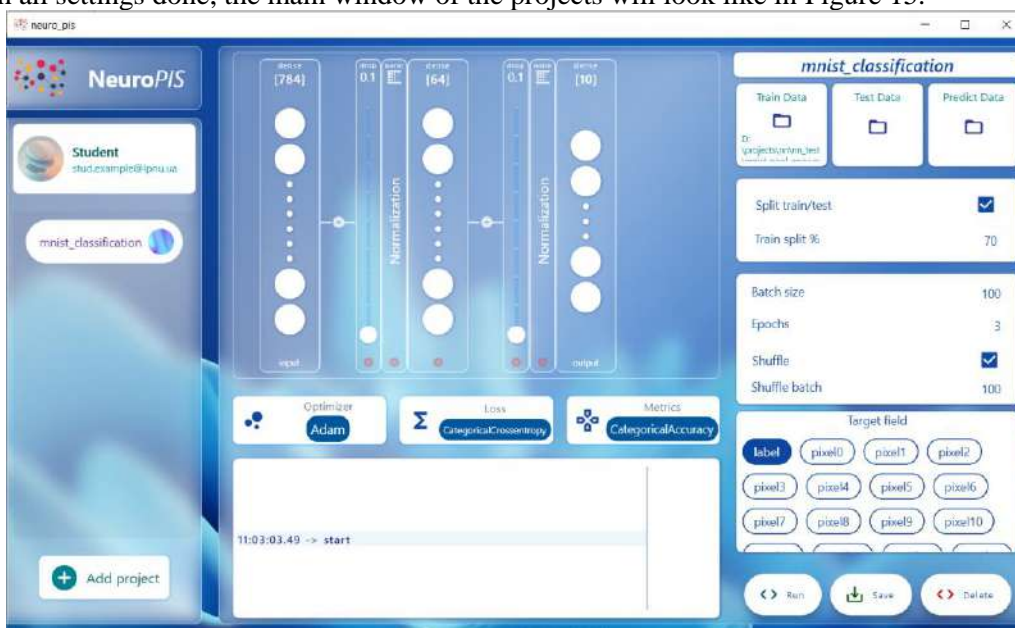 all settings done, the main window of the projects will look like in Figure 13.
neuro_pis
NeuroPIS
Student
stud.example@lpnu.ua
mnist_classification
Add project
dense
[784]
input
drop
0.1
Normalization
dense
[64]
0.1
Normalization
dense
[10]
output
Optimizer
Adam
Loss
CategoricalCrossentropy
Metrics
CategoricalAccuracy
11:03:03.49 -> start
mnist_classification
Train Data
D:
Test Data
Predict Data
Split train/test
Train split % 70
Batch size 100
Epochs 3
Shuffle
Shuffle batch 100
Target field
label pixel0 pixel1 pixel2
pixel3 pixel4 pixel5 pixel6
pixel7 pixel8 pixel9 pixel10
Run Save Delete